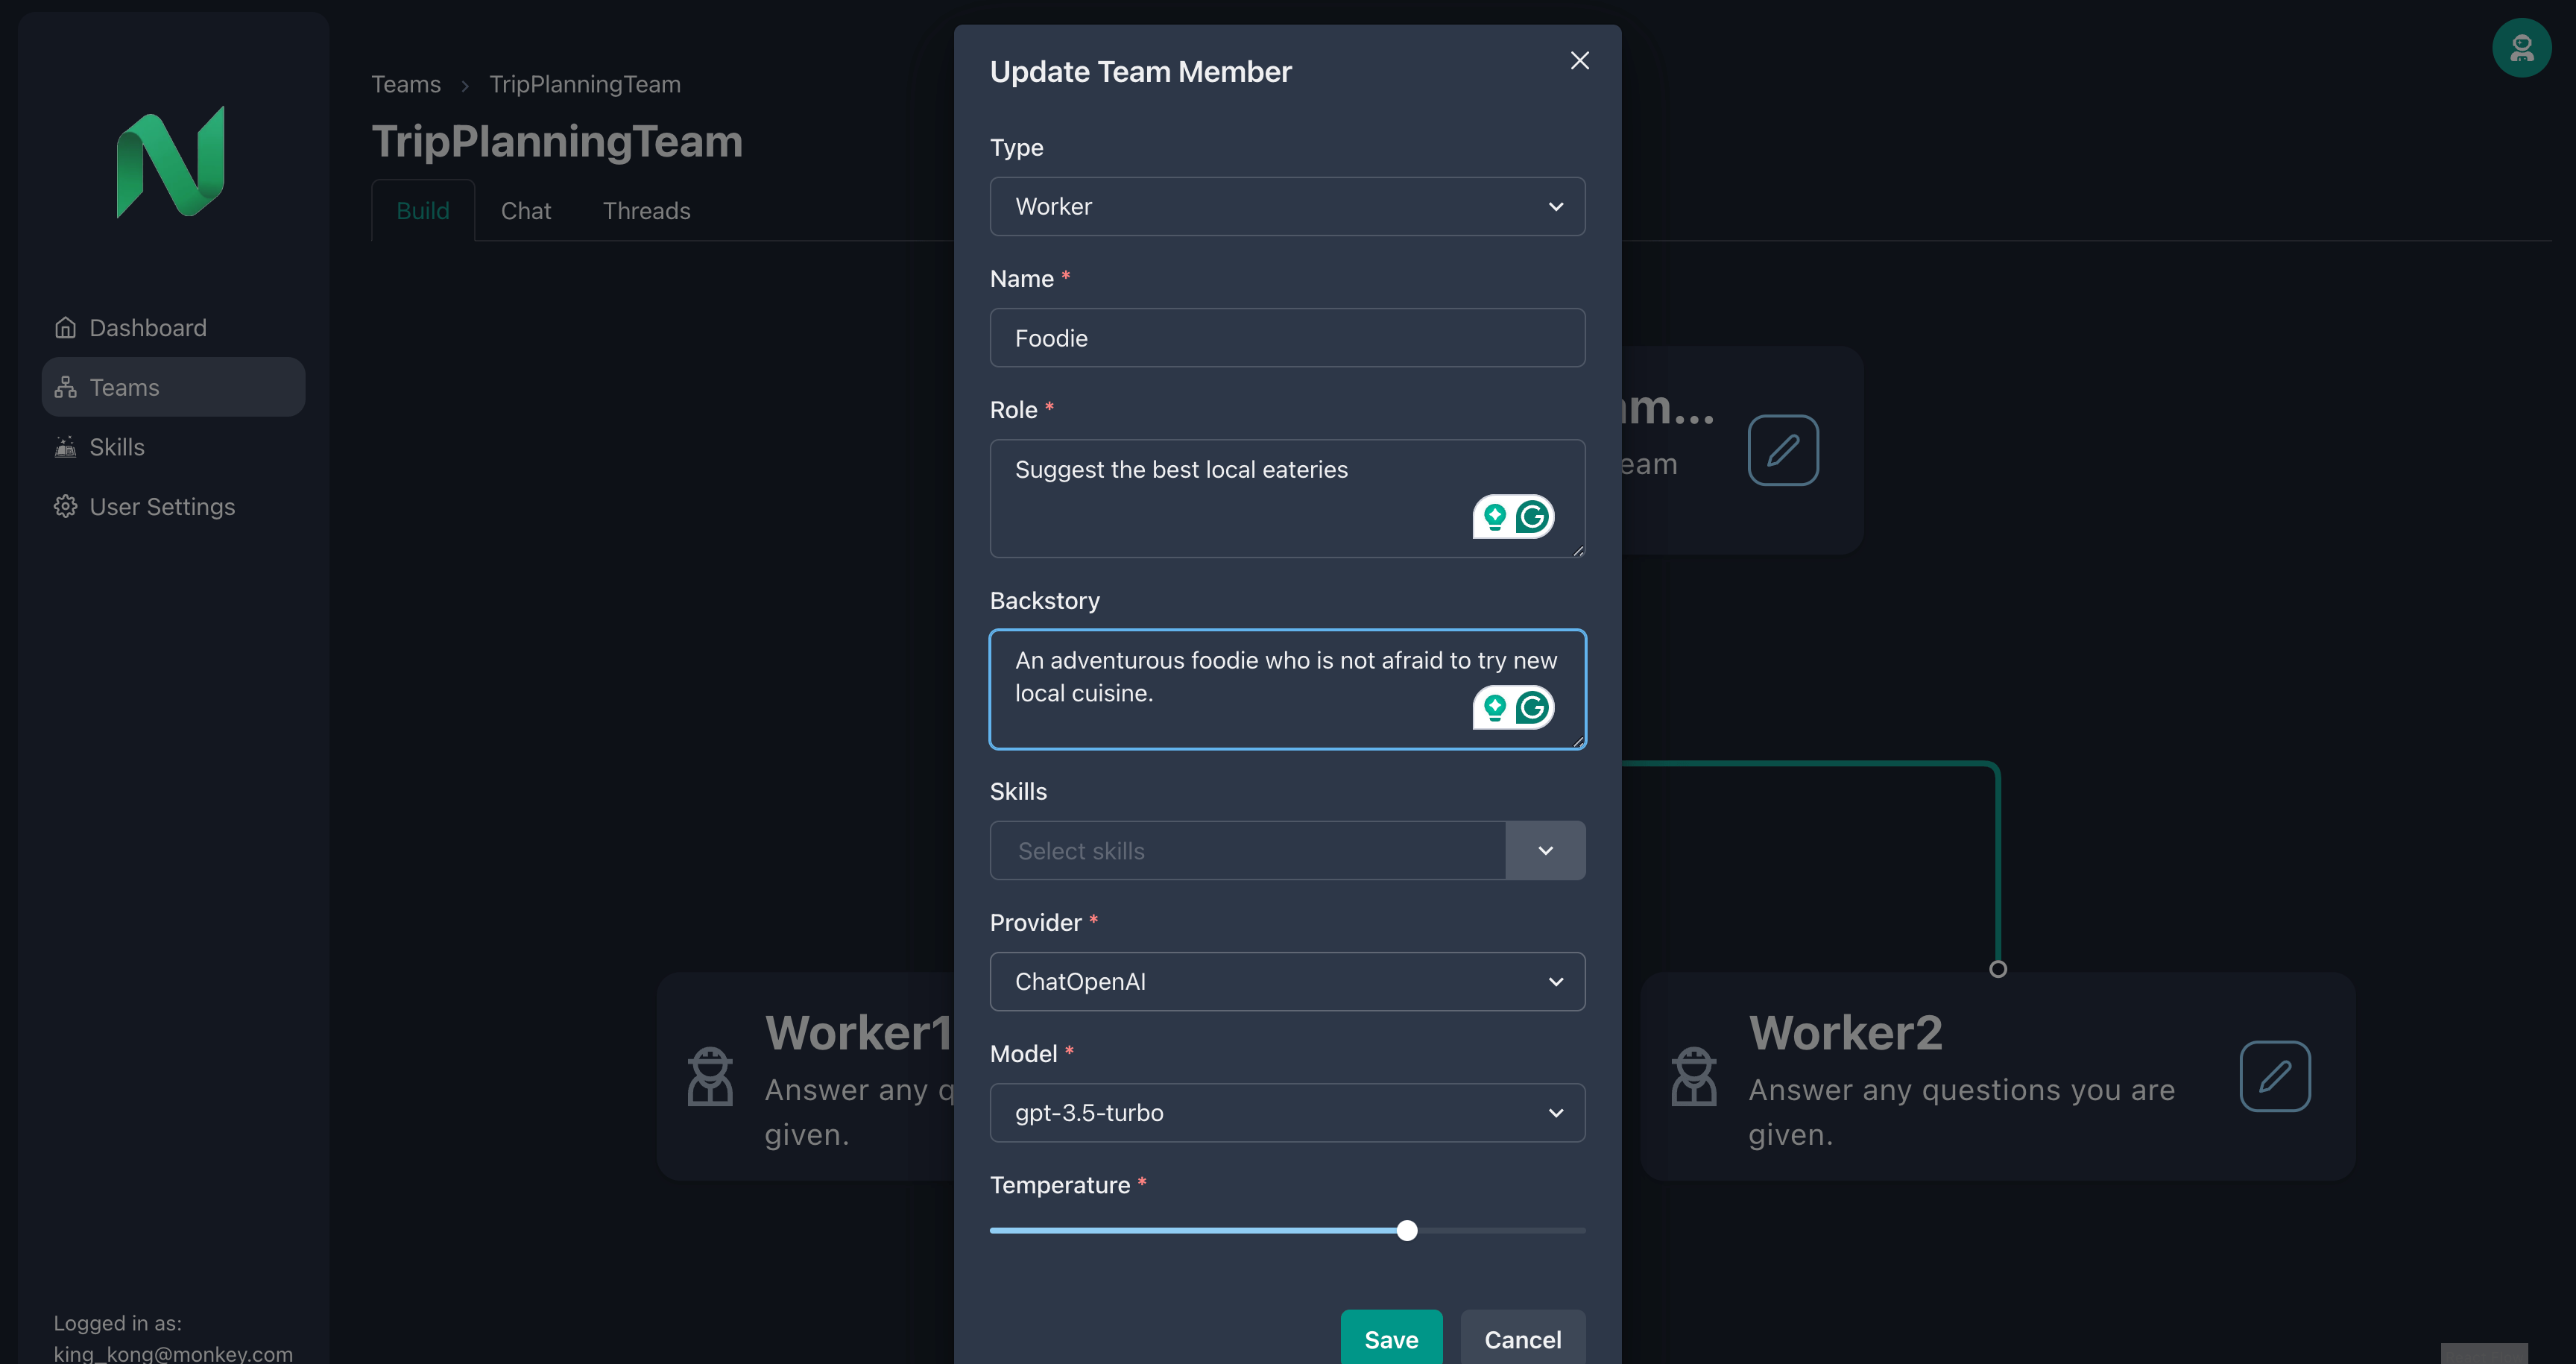 Teams > TripPlanningTeam
TripPlanningTeam
Build
Chat
Threads
Dashboard
Teams
Skills
User Settings
Logged in as:
king_kong@monkey.com
Update Team Member
Type
Worker
Name *
Foodie
Role *
Suggest the best local eateries
Backstory
An adventurous foodie who is not afraid to try new
local cuisine.
Skills
Select skills
Provider *
ChatOpenAI
Model *
gpt-3.5-turbo
Temperature *
Save
Cancel
Worker1
Answer any
given.
Worker2
Answer any questions you are
given.